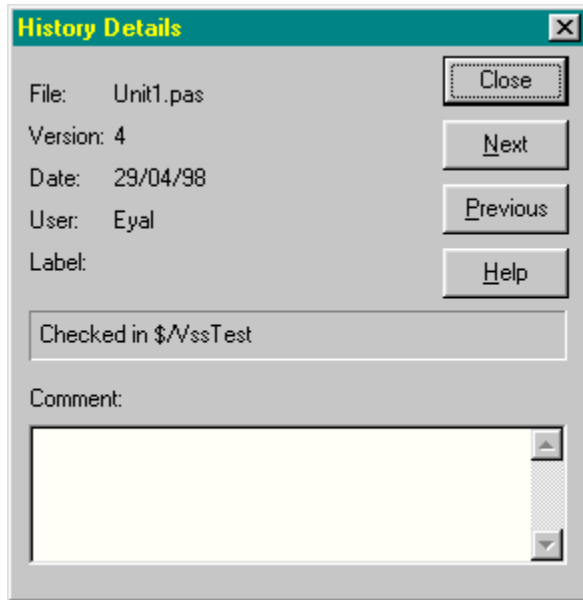 History Details
File: Unit1.pas
Version: 4
Date: 29/04/98
User: Eyal
Label:
Close
Next
Previous
Help
Checked in $/VssTest
Comment: